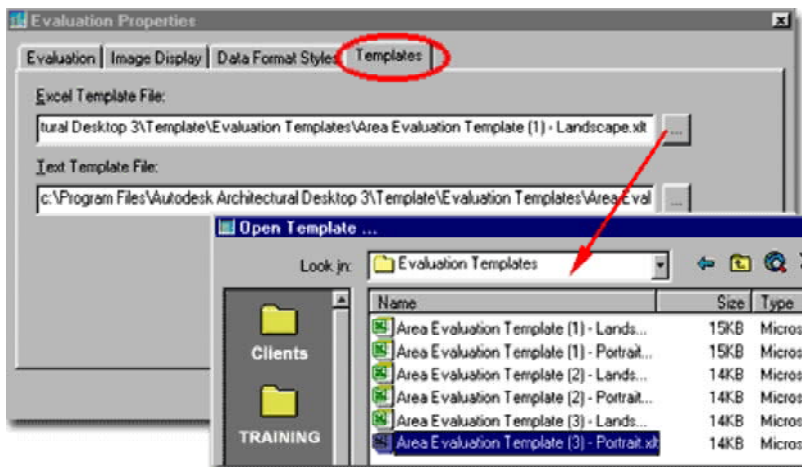 Evaluation Properties
Evaluation Image Display Data Format Styles Templates
Excel Template File:
tural Desktop 3\Template\Evaluation Templates\Area Evaluation Template (1) - Landscape.xlt ...
Text Template File:
c:\Program Files\Autodesk Architectural Desktop 3\Template\Evaluation Templates\Area Eval ...
Open Template ...
Look in: Evaluation Templates
Name Size Type
Area Evaluation Template (1) - Lands... 15KB Micros
Area Evaluation Template (1) - Portrait... 15KB Micros
Area Evaluation Template (2) - Lands... 14KB Micros
Area Evaluation Template (2) - Portrait... 14KB Micros
Area Evaluation Template (3) - Lands... 14KB Micros
Area Evaluation Template (3) - Portrait.xlt 14KB Micros
Clients
TRAINING